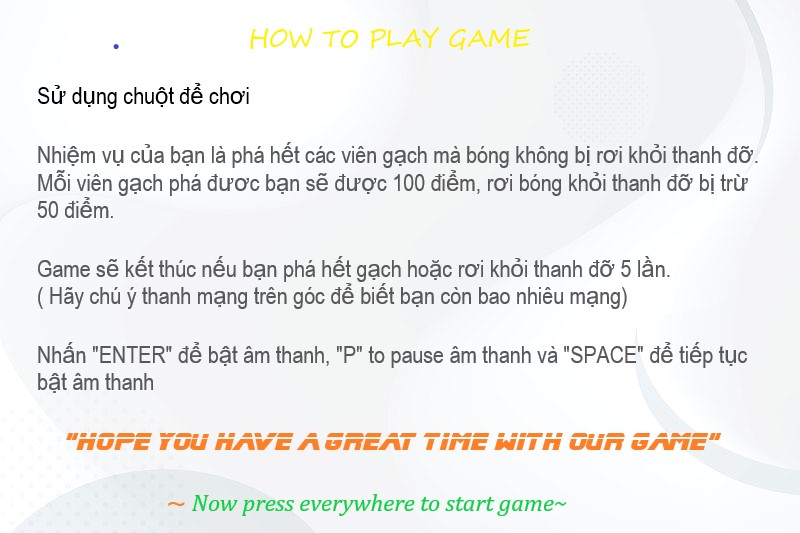 HOW TO PLAY GAME
Sử dụng chuột để chơi
Nhiệm vụ của bạn là phá hết các viên gạch mà bóng không bị rơi khỏi thanh đỡ.
Mỗi viên gạch phá đươc bạn sẽ được 100 điểm, rơi bóng khỏi thanh đỡ bị trừ
50 điểm.
Game sẽ kết thúc nếu bạn phá hết gạch hoặc rơi khỏi thanh đỡ 5 lần.
( Hãy chú ý thanh mạng trên góc để biết bạn còn bao nhiêu mạng)
Nhấn "ENTER" để bật âm thanh, "P" to pause âm thanh và "SPACE" để tiếp tục
bật âm thanh
"HOPE YOU HAVE A GREAT TIME WITH OUR GAME"
~ Now press everywhere to start game~